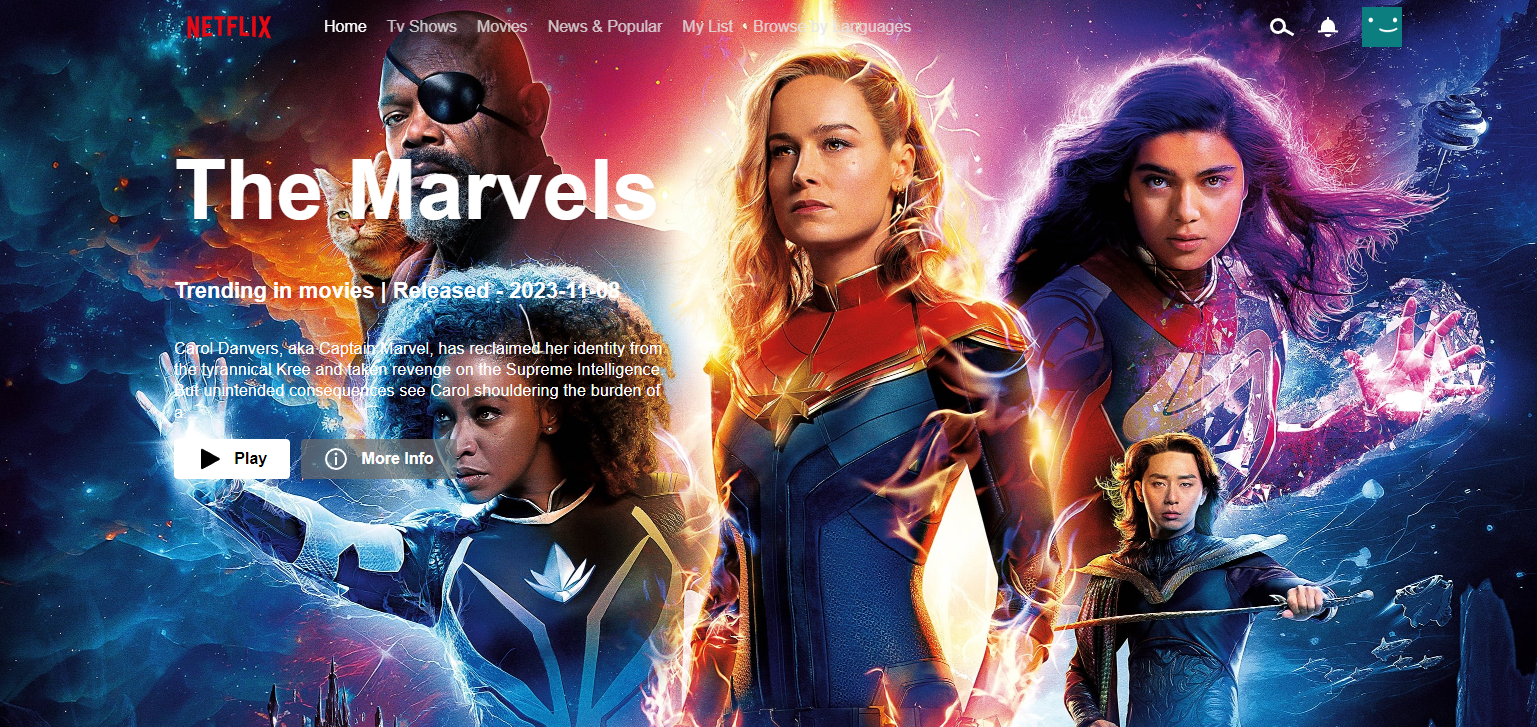 NETFLIX Home Tv Shows Movies News & Popular My List Browse by Languages
The Marvels
Trending in movies | Released - 2023-11-08
Carol Danvers, aka Captain Marvel, has reclaimed her identity from
the tyrannical Kree and taken revenge on the Supreme Intelligence.
But unintended consequences see Carol shouldering the burden of
a
Play More Info